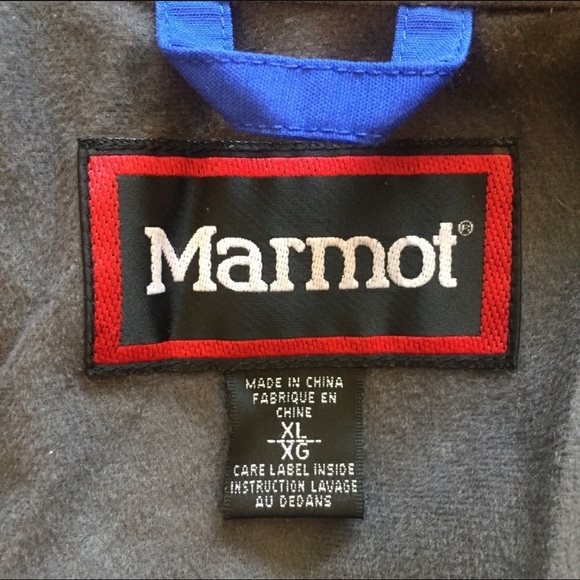 Marmot®
MADE IN CHINA
FABRIQUE EN
CHINE
XL
XG
CARE LABEL INSIDE
INSTRUCTION LAVAGE
AU DEDANS